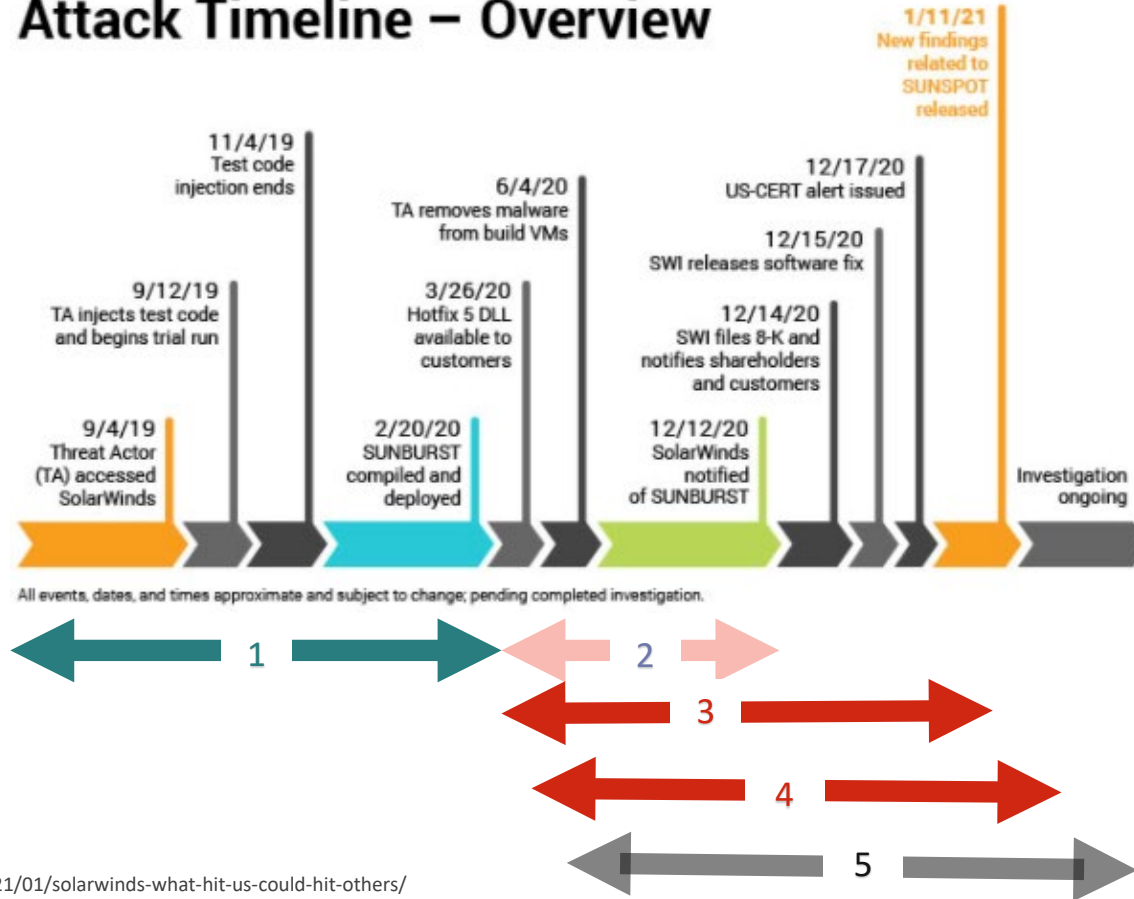 Attack Timeline – Overview
1/11/21
New findings
related to
SUNSPOT
released
11/4/19
Test code
injection ends
6/4/20
TA removes malware
from build VMs
12/17/20
US-CERT alert issued
12/15/20
SWI releases software fix
9/12/19
TA injects test code
and begins trial run
3/26/20
Hotfix 5 DLL
available to
customers
12/14/20
SWI files 8-K and
notifies shareholders
and customers
9/4/19
Threat Actor
(TA) accessed
SolarWinds
2/20/20
SUNBURST
compiled and
deployed
12/12/20
SolarWinds
notified
of SUNBURST
Investigation
ongoing
All events, dates, and times approximate and subject to change; pending completed investigation.
1
2
3
4
5
21/01/solarwinds-what-hit-us-could-hit-others/